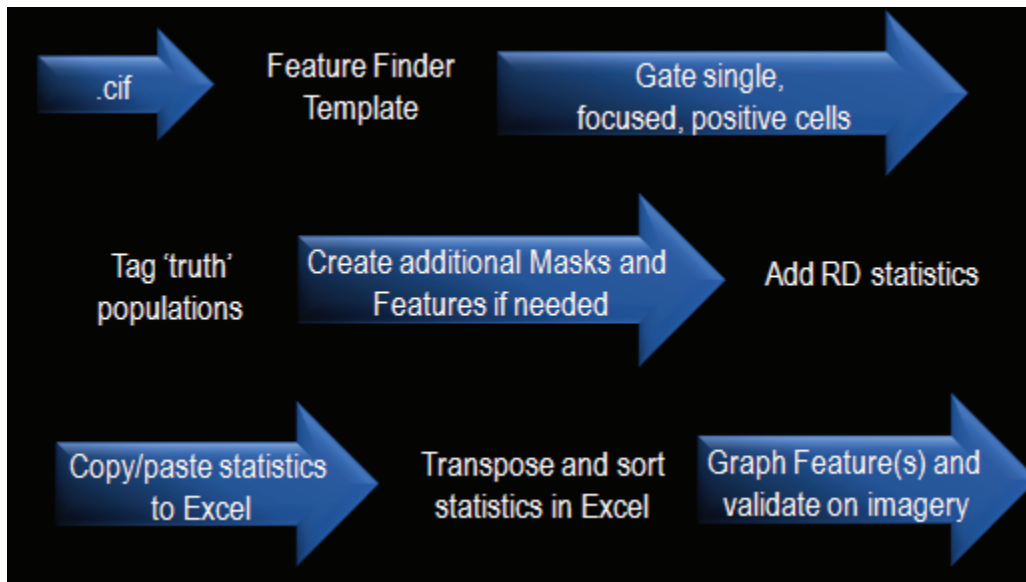 .cif
Feature Finder
Template
Gate single,
focused, positive cells
Tag ‘truth’
populations
Create additional Masks and
Features if needed
Add RD statistics
Copy/paste statistics
to Excel
Transpose and sort
statistics in Excel
Graph Feature(s) and
validate on imagery